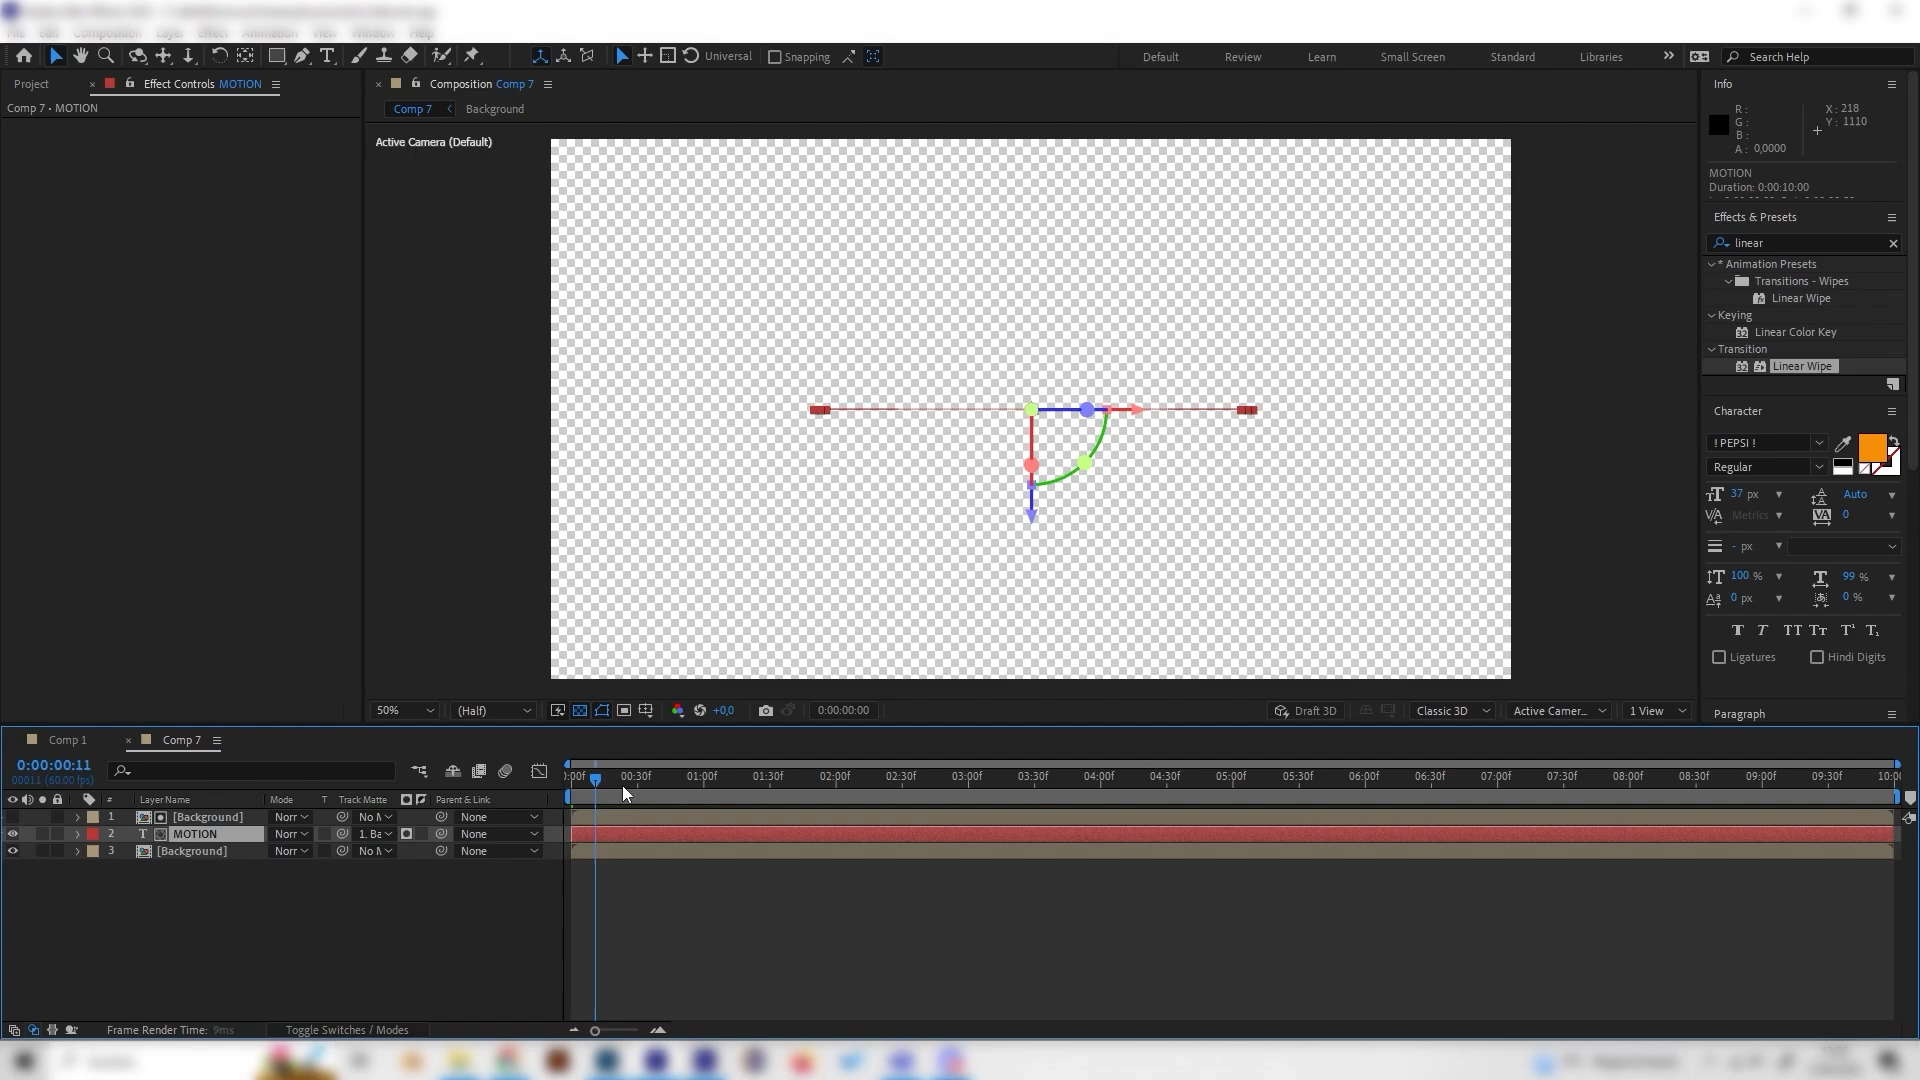 Universal
Snapping
Default
Review
Learn
Small Screen
Standard
Libraries
Search Help
Project
Effect Controls MOTION
Composition Comp 7
Info
Comp 7 • MOTION
Comp 7
Background
R :
X : 218
G :
Y : 1110
B :
A : 0,0000
Active Camera (Default)
MOTION
Duration: 0:00:10:00
Effects & Presets
linear
* Animation Presets
Transitions - Wipes
Linear Wipe
Keying
Linear Color Key
Transition
Linear Wipe
Character
! PEPSI !
Regular
37 px
Auto
Metrics
0
- px
100 %
99 %
0 px
0 %
Ligatures
Hindi Digits
Paragraph
50%
(Half)
+0,0
0:00:00:00
Draft 3D
Classic 3D
Active Camer...
1 View
Comp 1
Comp 7
0:00:00:11
00011 (60.00 fps)
:00f 00:30f 01:00f 01:30f 02:00f 02:30f 03:00f 03:30f 04:00f 04:30f 05:00f 05:30f 06:00f 06:30f 07:00f 07:30f 08:00f 08:30f 09:00f 09:30f 10:00
# Layer Name Mode T Track Matte Parent & Link
1 [Background] Norr No M None
2 T MOTION Norr 1. Ba None
3 [Background] Norr No M None
Frame Render Time: 9ms
Toggle Switches / Modes